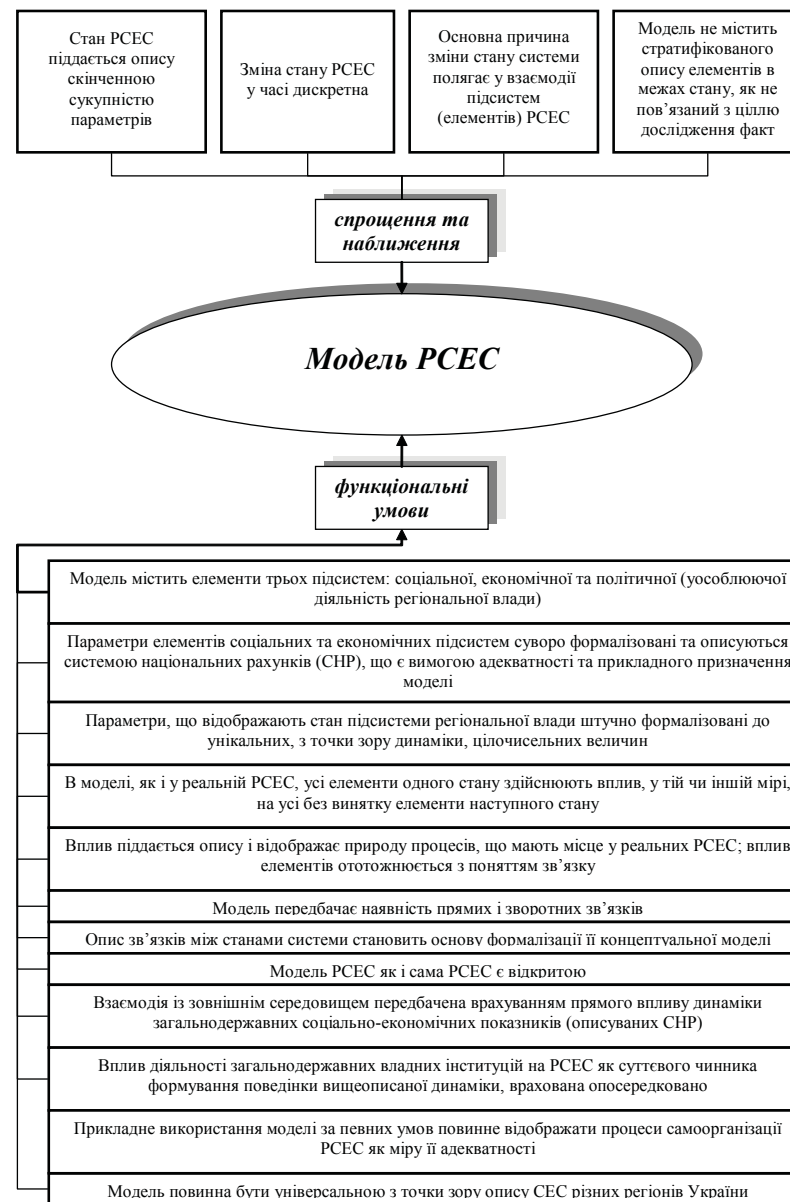 Стан РСЕС
піддається опису
скінченною
сукупністю
параметрів
Зміна стану РСЕС
у часі дискретна
Основна причина
зміни стану системи
полягає у взаємодії
підсистем
(елементів) РСЕС
Модель не містить
стратифікованого
опису елементів в
межах стану, як не
пов’язаний з ціллю
дослідження факт
спрощення та
наближення
Модель РСЕС
функціональні
умови
Модель містить елементи трьох підсистем: соціальної, економічної та політичної (уособлюючої
діяльність регіональної влади)
Параметри елементів соціальних та економічних підсистем суворо формалізовані та описуються
системою національних рахунків (СНР), що є вимогою адекватності та прикладного призначення
моделі
Параметри, що відображають стан підсистеми регіональної влади штучно формалізовані до
унікальних, з точки зору динаміки, цілочисельних величин
В моделі, як і у реальній РСЕС, усі елементи одного стану здійснюють вплив, у тій чи іншій мірі,
на усі без винятку елементи наступного стану
Вплив піддається опису і відображає природу процесів, що мають місце у реальних РСЕС; вплив
елементів ототожнюється з поняттям зв’язку
Модель передбачає наявність прямих і зворотних зв’язків
Опис зв’язків між станами системи становить основу формалізації її концептуальної моделі
Модель РСЕС як і сама РСЕС є відкритою
Взаємодія із зовнішнім середовищем передбачена врахуванням прямого впливу динаміки
загальнодержавних соціально-економічних показників (описуваних СНР)
Вплив діяльності загальнодержавних владних інституцій на РСЕС як суттєвого чинника
формування поведінки вищеописаної динаміки, врахована опосередковано
Прикладне використання моделі за певних умов повинне відображати процеси самоорганізації
РСЕС як міру її адекватності
Модель повинна бути універсальною з точки зору опису СЕС різних регіонів України